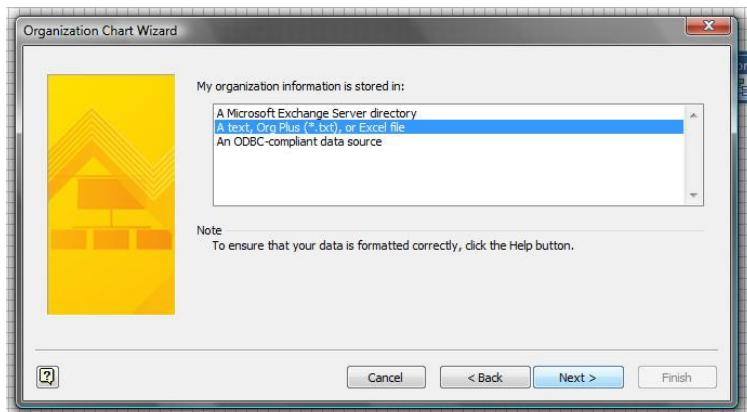 Organization Chart Wizard
My organization information is stored in:
A Microsoft Exchange Server directory
A text, Org Plus (*.txt), or Excel file
An ODBC-compliant data source
Note
To ensure that your data is formatted correctly, click the Help button.
Cancel
< Back
Next >
Finish